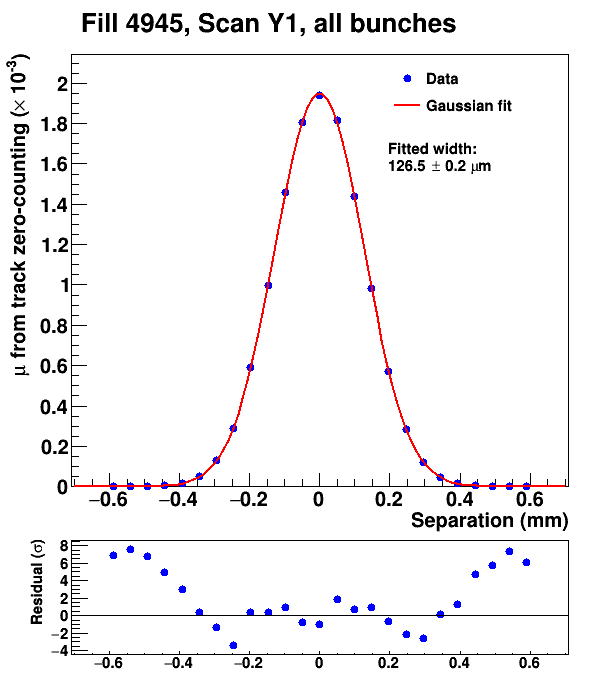 Fill 4945, Scan Y1, all bunches
μ from track zero-counting (× 10⁻³)
2
1.8
1.6
1.4
1.2
1
0.8
0.6
0.4
0.2
0
Data
Gaussian fit
Fitted width:
126.5 ± 0.2 μm
−0.6 −0.4 −0.2 0 0.2 0.4 0.6
Separation (mm)
Residual (σ)
8
6
4
2
0
−2
−4
−0.6 −0.4 −0.2 0 0.2 0.4 0.6